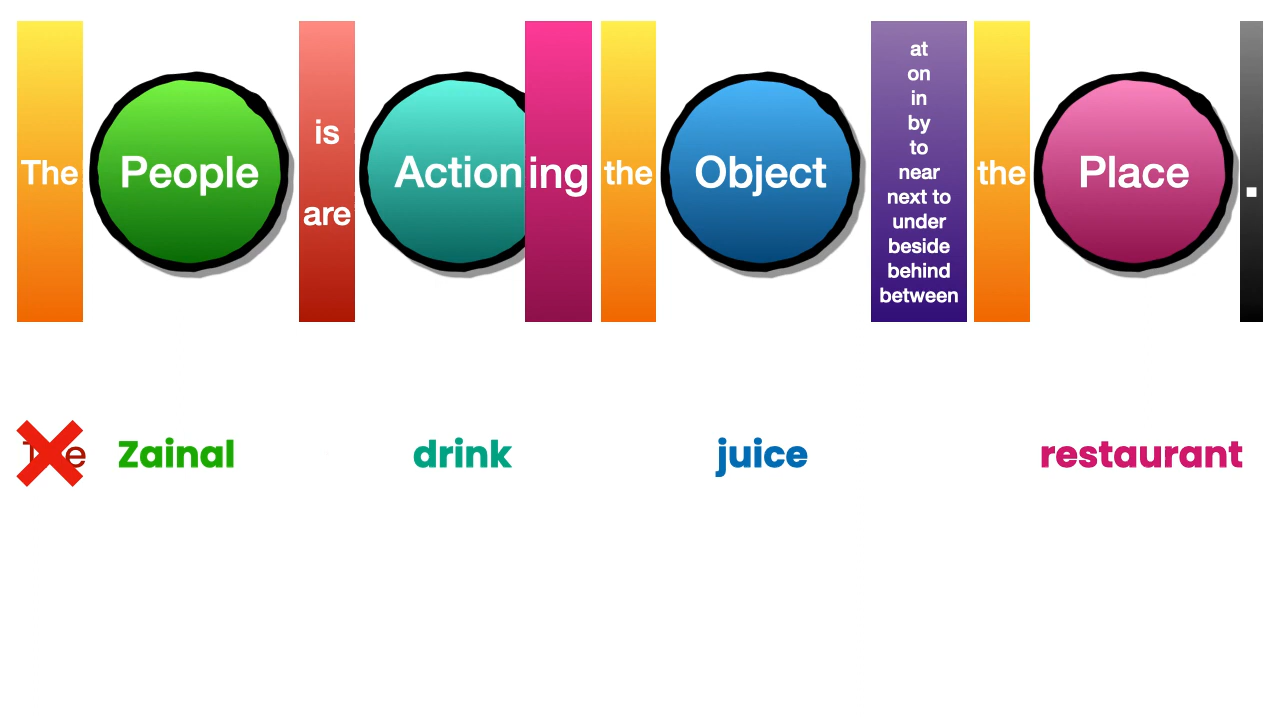 The People is are Action ing the Object at on in by to near next to under beside behind between the Place .
The Zainal drink juice restaurant